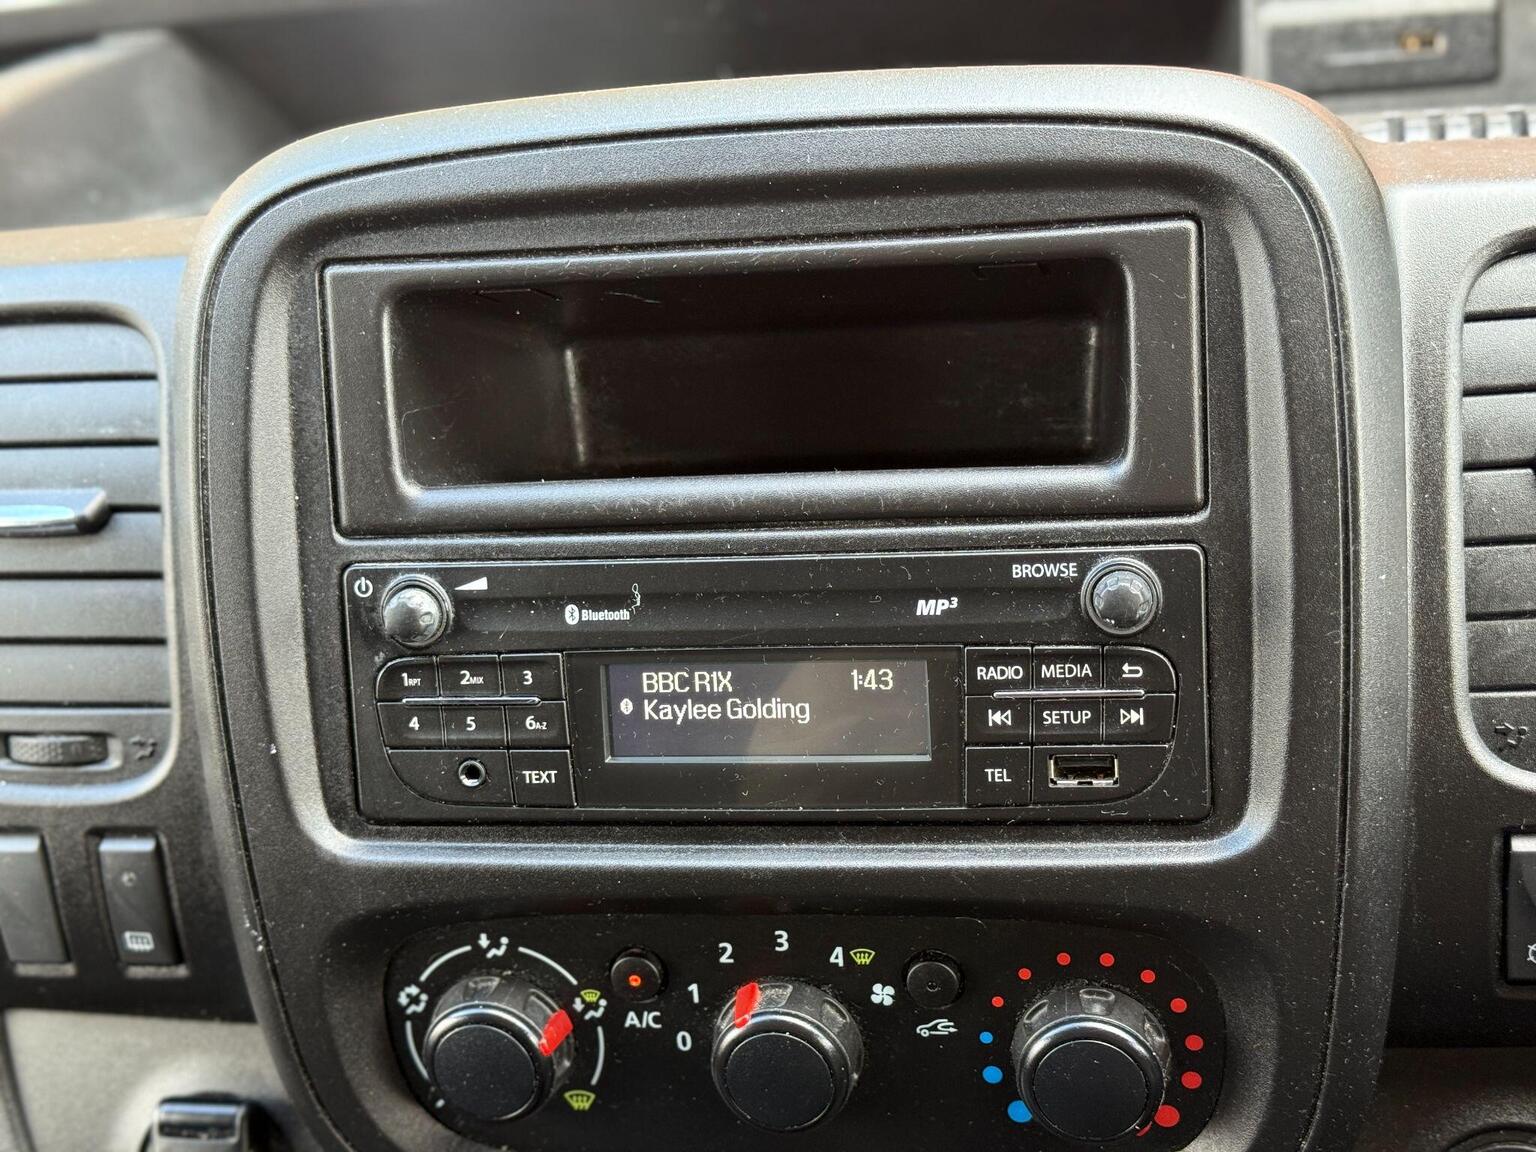 BROWSE
Bluetooth
MP3
1RPT 2MIX 3
BBC R1X 1:43
RADIO MEDIA
Kaylee Golding
4 5 6A-Z
SETUP
TEXT
TEL
0 1 2 3 4
A/C